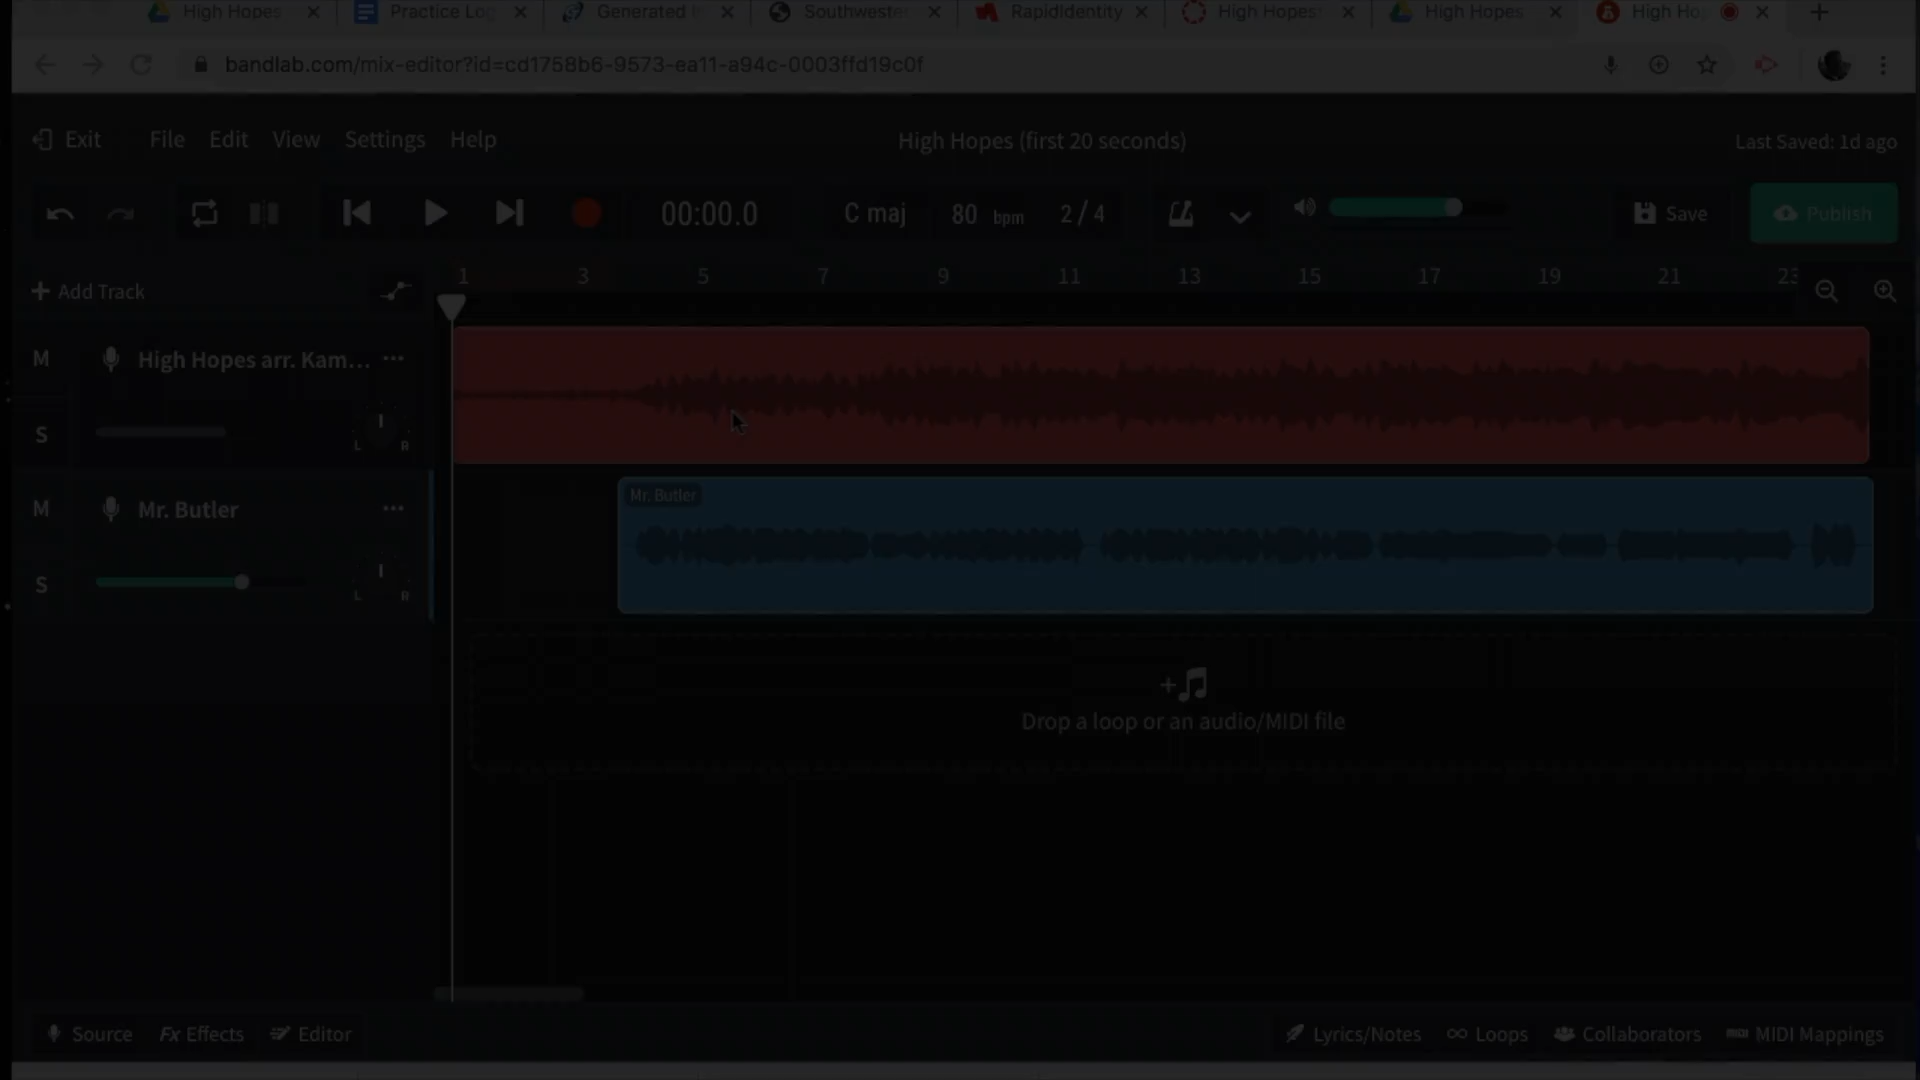 High Hopes Practice Log Generated Southwester RapidIdentity High Hopes High Hopes High Ho
bandlab.com/mix-editor?id=cd1758b6-9573-ea11-a94c-0003ffd19c0f
Exit File Edit View Settings Help High Hopes (first 20 seconds) Last Saved: 1d ago
00:00.0 C maj 80 bpm 2 / 4 Save Publish
+ Add Track 1 3 5 7 9 11 13 15 17 19 21 23
M High Hopes arr. Kam... ...
S L R
M Mr. Butler ... Mr. Butler
S L R
+
Drop a loop or an audio/MIDI file
Source Fx Effects Editor Lyrics/Notes Loops Collaborators MIDI Mappings